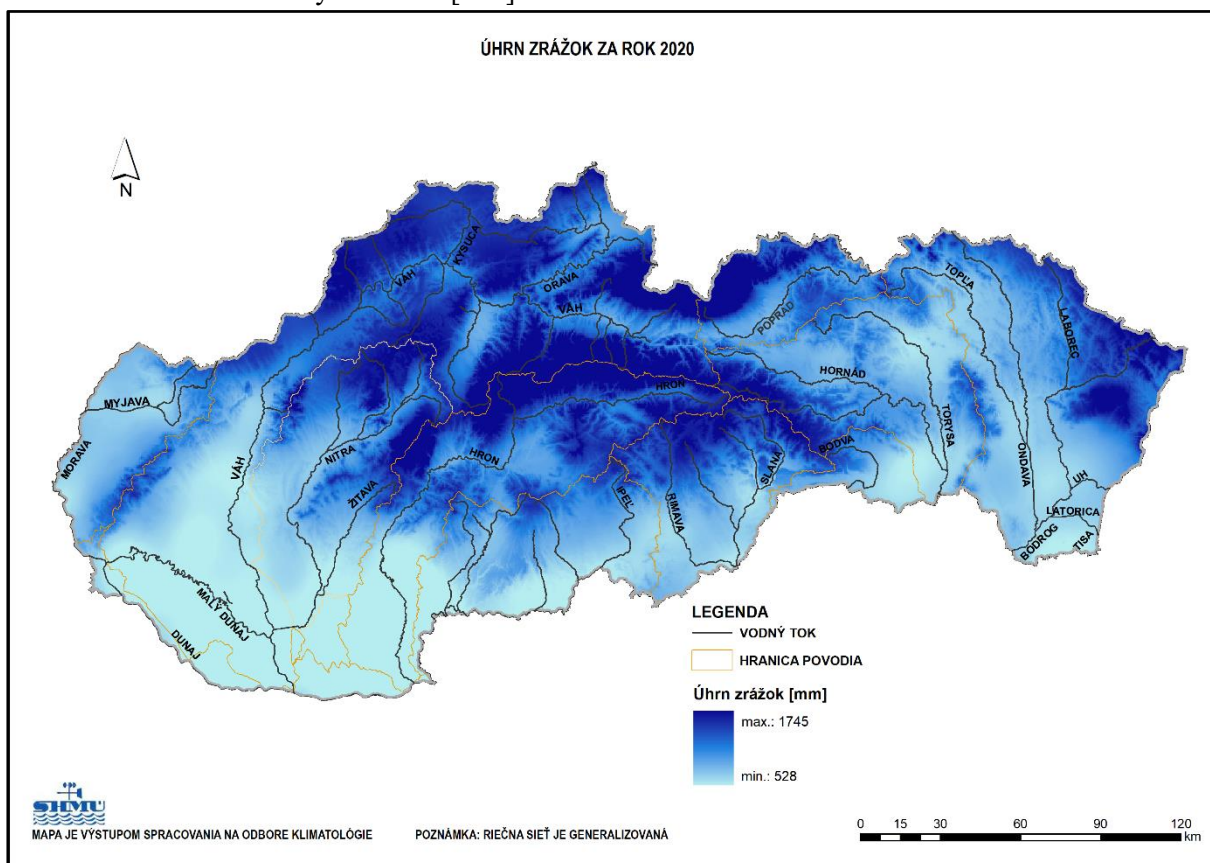 ÚHRN ZRÁŽOK ZA ROK 2020
N
KYSUCA
VÁH
ORAVA
VÁH
POPRAD
TOPĽA
LABOREC
HORNÁD
HRON
MYJAVA
MORAVA
VÁH
NITRA
HRON
ŽITAVA
IPEĽ
RIMAVA
SLANÁ
BODVA
TORYSA
ONDAVA
UH
LATORICA
BODROG
TISA
MALÝ DUNAJ
DUNAJ
LEGENDA
VODNÝ TOK
HRANICA POVODIA
Úhrn zrážok [mm]
max.: 1745
min.: 528
SHMÚ
MAPA JE VÝSTUPOM SPRACOVANIA NA ODBORE KLIMATOLÓGIE
POZNÁMKA: RIEČNA SIEŤ JE GENERALIZOVANÁ
0 15 30 60 90 120
km